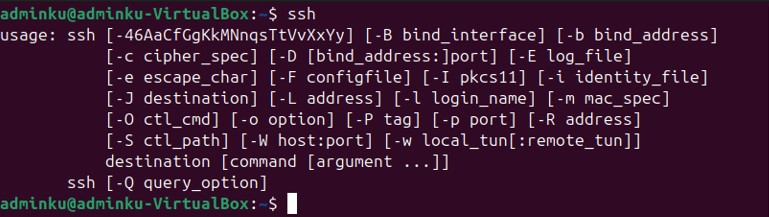 adminku@adminku-VirtualBox:~$ ssh
usage: ssh [-46AaCfGgKkMNnqsTtVvXxYy] [-B bind_interface] [-b bind_address]
           [-c cipher_spec] [-D [bind_address:]port] [-E log_file]
           [-e escape_char] [-F configfile] [-I pkcs11] [-i identity_file]
           [-J destination] [-L address] [-l login_name] [-m mac_spec]
           [-O ctl_cmd] [-o option] [-P tag] [-p port] [-R address]
           [-S ctl_path] [-W host:port] [-w local_tun[:remote_tun]]
           destination [command [argument ...]]
       ssh [-Q query_option]
adminku@adminku-VirtualBox:~$